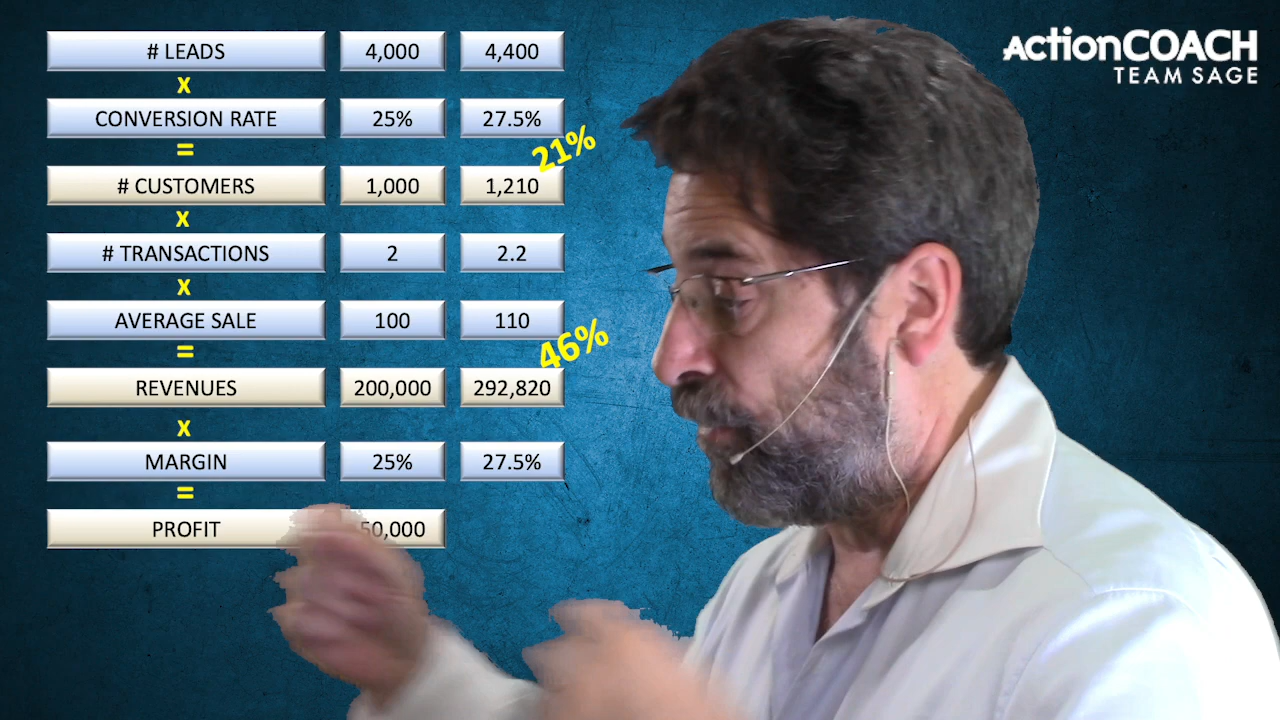 # LEADS 4,000 4,400
x
CONVERSION RATE 25% 27.5%
=
21%
# CUSTOMERS 1,000 1,210
x
# TRANSACTIONS 2 2.2
x
AVERAGE SALE 100 110
=
46%
REVENUES 200,000 292,820
x
MARGIN 25% 27.5%
=
PROFIT 50,000
ActionCOACH
TEAM SAGE